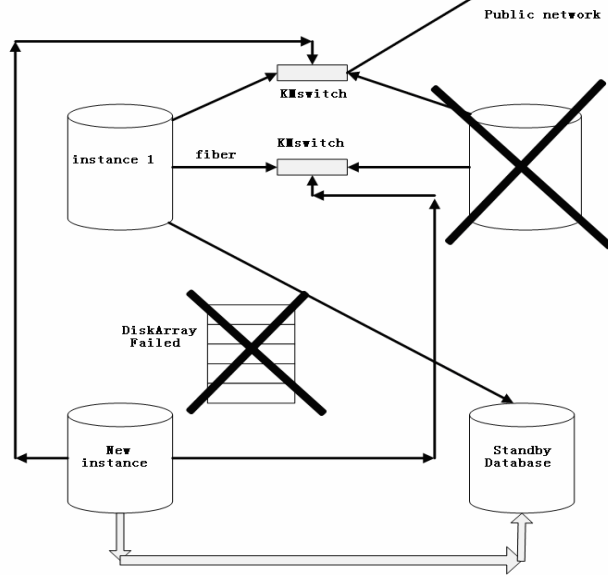 Public network
KMswitch
KMswitch
instance 1
fiber
DiskArray
Failed
New
instance
Standby
Database